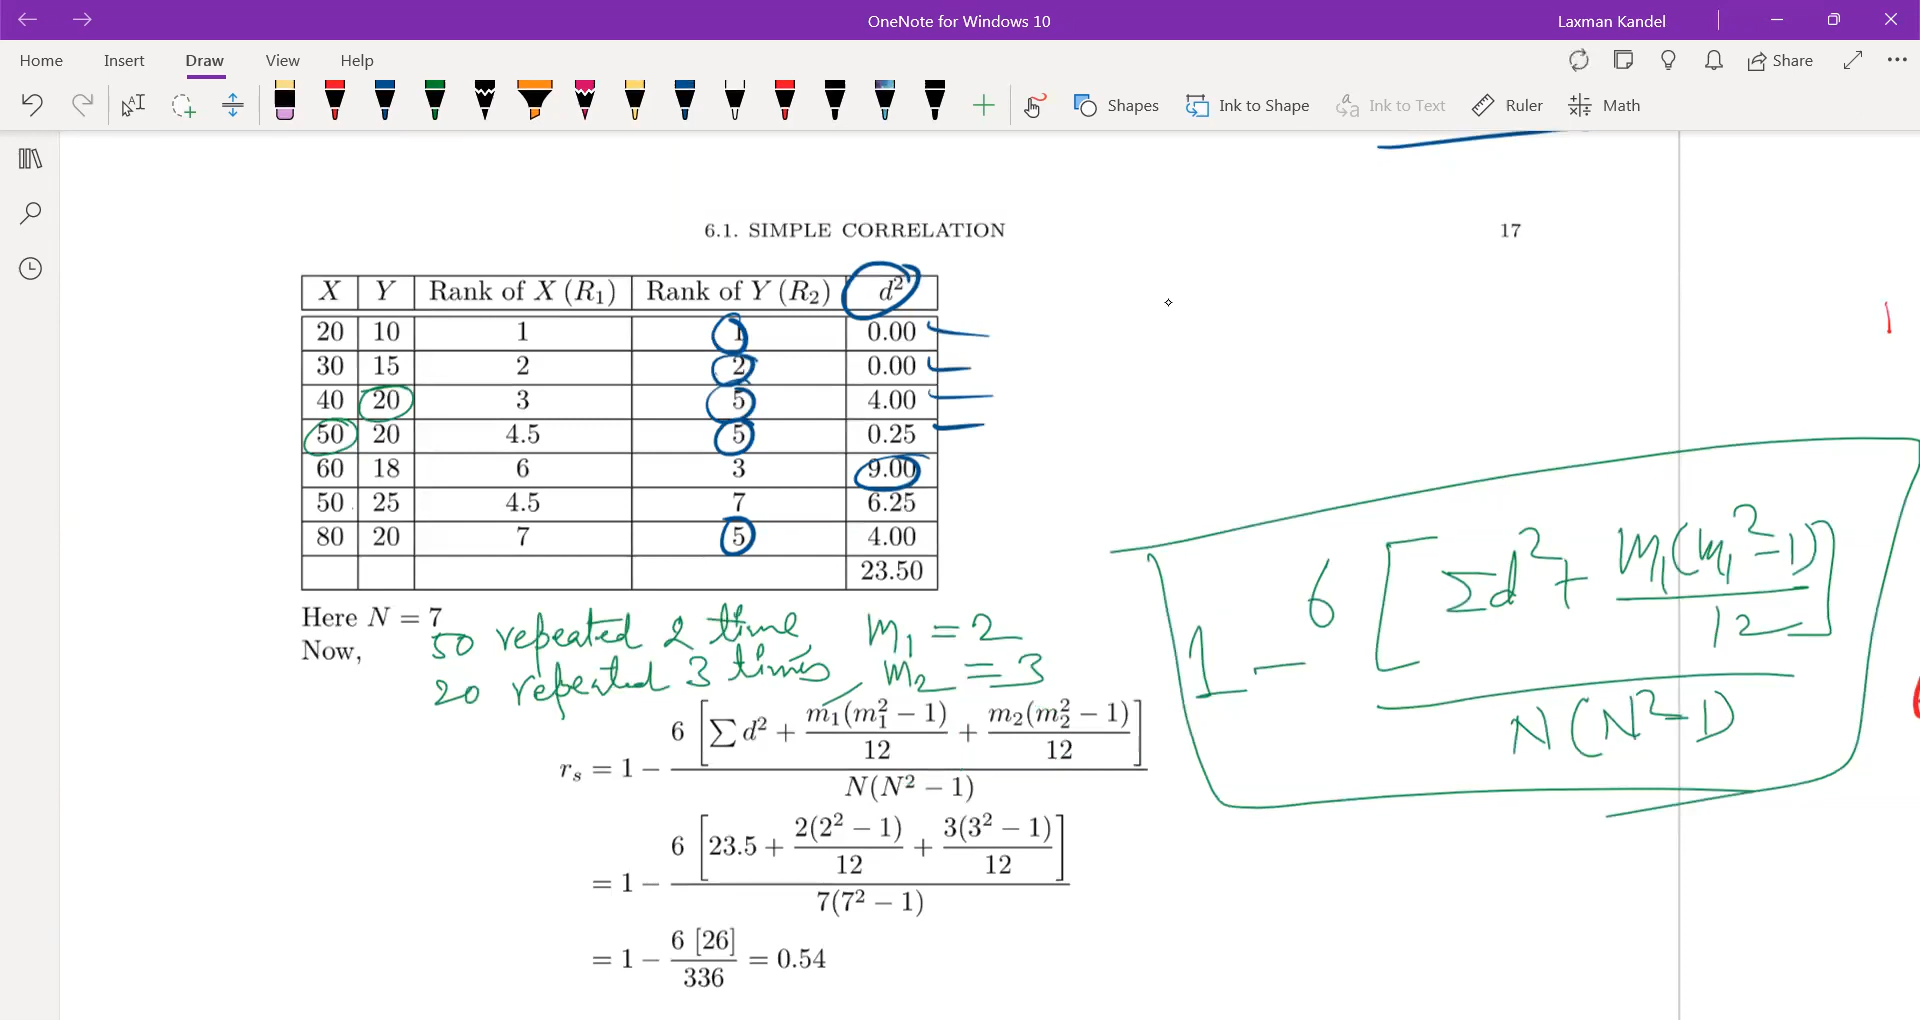 OneNote for Windows 10
Laxman Kandel
Home Insert Draw View Help
Share
Shapes Ink to Shape Ink to Text Ruler Math
6.1. SIMPLE CORRELATION 17
X Y Rank of X (R₁) Rank of Y (R₂) d²
20 10 1 1 0.00
30 15 2 2 0.00
40 20 3 5 4.00
50 20 4.5 5 0.25
60 18 6 3 9.00
50 25 4.5 7 6.25
80 20 7 5 4.00
23.50
Here N = 7
Now,
50 repeated 2 time m₁ = 2
20 repeated 3 times m₂ = 3
r_s = 1 − 6 [∑ d² + m₁(m₁² − 1)/12 + m₂(m₂² − 1)/12] / N(N² − 1)
= 1 − 6 [23.5 + 2(2² − 1)/12 + 3(3² − 1)/12] / 7(7² − 1)
= 1 − 6 [26]/336 = 0.54
1 − 6 [Σd² + m₁(m₁² − 1)/12] / N(N² − 1)